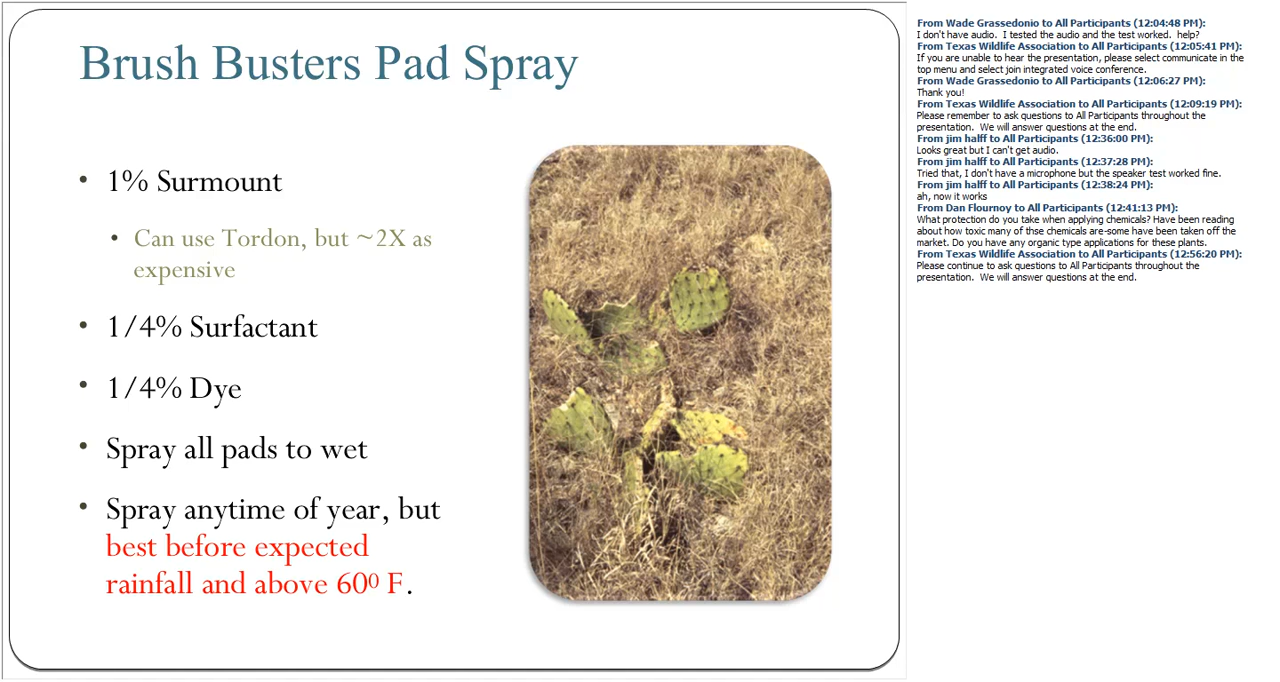 Brush Busters Pad Spray
• 1% Surmount
• Can use Tordon, but ~2X as
expensive
• 1/4% Surfactant
• 1/4% Dye
• Spray all pads to wet
• Spray anytime of year, but
best before expected
rainfall and above 60⁰ F.
From Wade Grassedonio to All Participants (12:04:48 PM):
I don't have audio.  I tested the audio and the test worked.  help?
From Texas Wildlife Association to All Participants (12:05:41 PM):
If you are unable to hear the presentation, please select communicate in the
top menu and select join integrated voice conference.
From Wade Grassedonio to All Participants (12:06:27 PM):
Thank you!
From Texas Wildlife Association to All Participants (12:09:19 PM):
Please remember to ask questions to All Participants throughout the
presentation.  We will answer questions at the end.
From jim halff to All Participants (12:36:00 PM):
Looks great but I can't get audio.
From jim halff to All Participants (12:37:28 PM):
Tried that, I don't have a microphone but the speaker test worked fine.
From jim halff to All Participants (12:38:24 PM):
ah, now it works
From Dan Flournoy to All Participants (12:41:13 PM):
What protection do you take when applying chemicals? Have been reading
about how toxic many of thse chemicals are-some have been taken off the
market. Do you have any organic type applications for these plants.
From Texas Wildlife Association to All Participants (12:56:20 PM):
Please continue to ask questions to All Participants throughout the
presentation.  We will answer questions at the end.